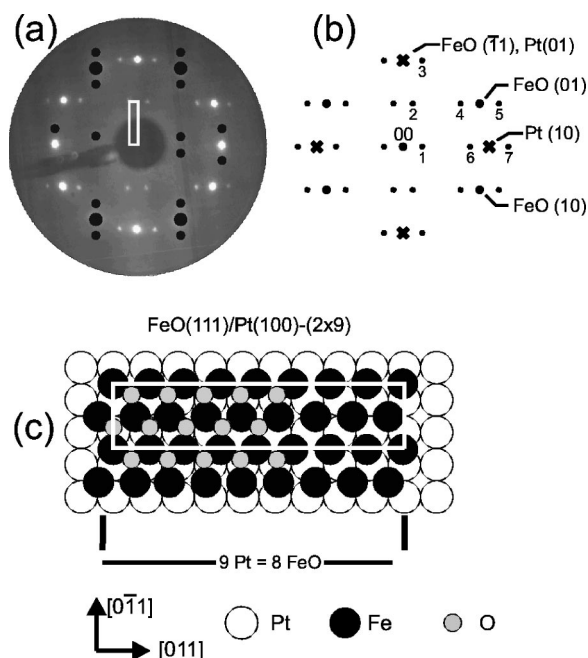 (a)
(b)
FeO (1̄1), Pt(01)
3
FeO (01)
2
4
5
00
Pt (10)
1
6
7
FeO (10)
FeO(111)/Pt(100)-(2x9)
(c)
9 Pt = 8 FeO
[01̄1]
[011]
Pt
Fe
O